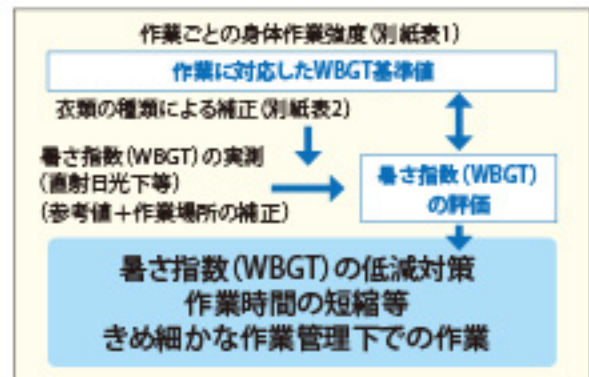 作業ごとの身体作業強度(別紙表1)
作業に対応したWBGT基準値
衣類の種類による補正(別紙表2)
暑さ指数(WBGT)の実測
(直射日光下等)
(参考値+作業場所の補正)
暑さ指数(WBGT)
の評価
暑さ指数(WBGT)の低減対策
作業時間の短縮等
きめ細かな作業管理下での作業